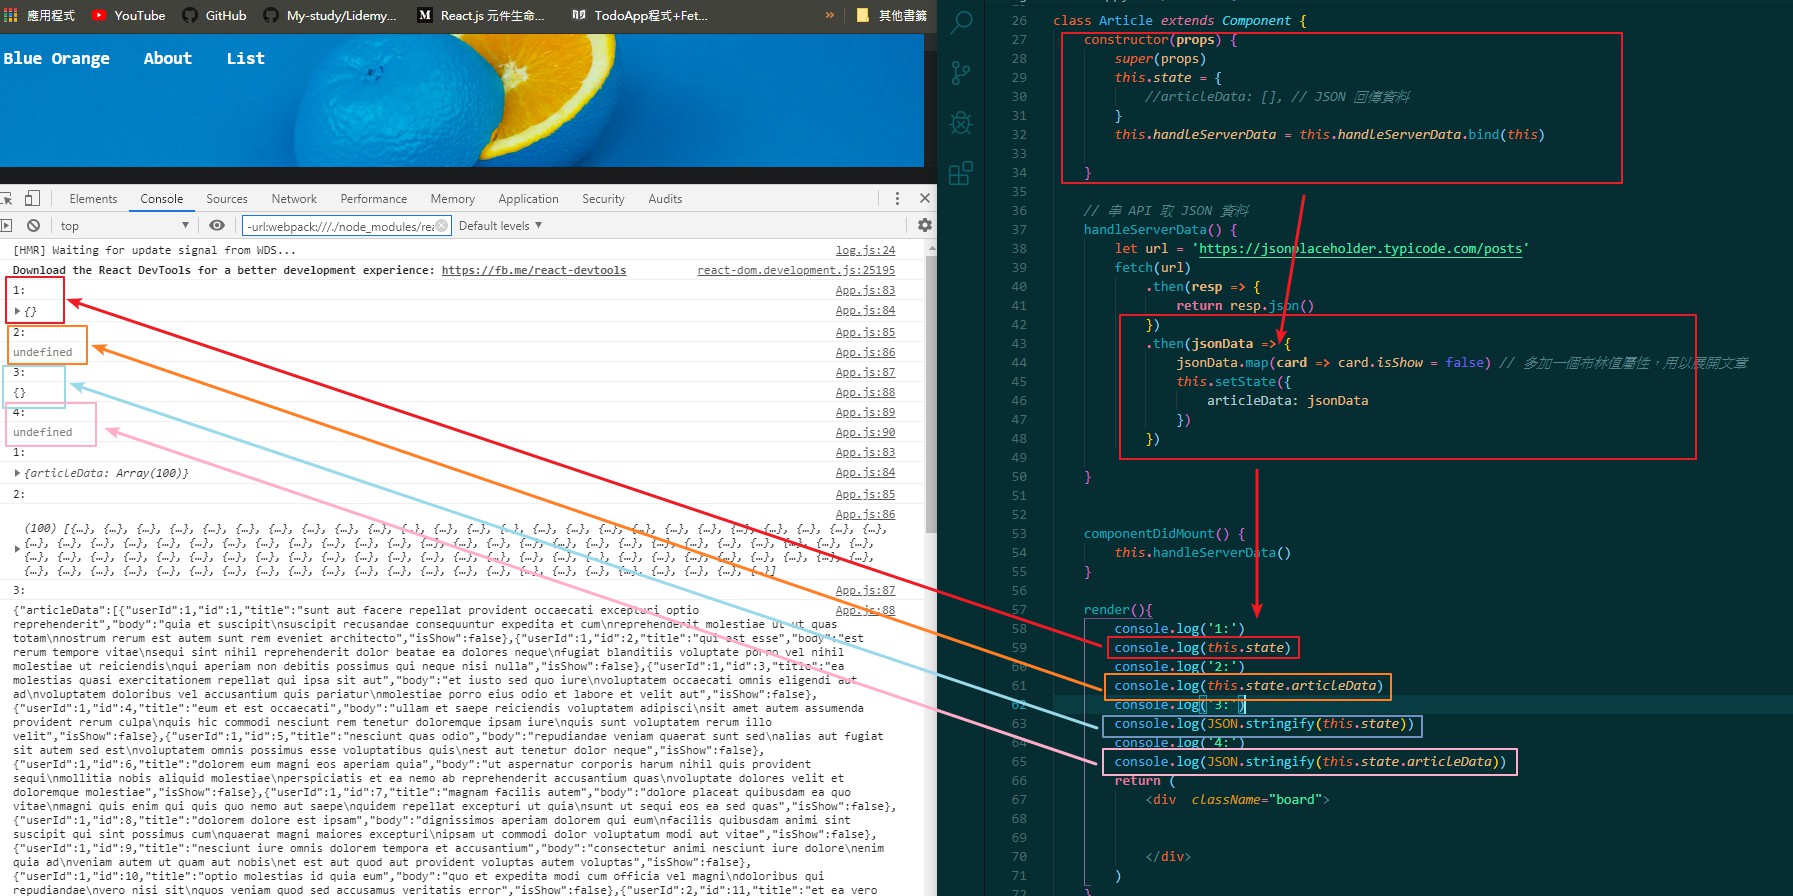 應用程式
YouTube
GitHub
My-study/Lidemy...
React.js 元件生命...
TodoApp程式+Fet...
»
其他書籤
Blue Orange About List
Elements Console Sources Network Performance Memory Application Security Audits
top
-url:webpack:///./node_modules/rea
Default levels ▼
[HMR] Waiting for update signal from WDS... log.js:24
Download the React DevTools for a better development experience: https://fb.me/react-devtools react-dom.development.js:25195
1: App.js:83
▶{} App.js:84
2: App.js:85
undefined App.js:86
3: App.js:87
{} App.js:88
4: App.js:89
undefined App.js:90
1: App.js:83
▶{articleData: Array(100)} App.js:84
2: App.js:85
App.js:86
(100) [{…}, {…}, {…}, {…}, {…}, {…}, {…}, {…}, {…}, {…}, {…}, {…}, {…}, {…}, {…}, {…}, {…}, {…}, {…}, {…}, {…}, {…}, {…}, {…},
{…}, {…}, {…}, {…}, {…}, {…}, {…}, {…}, {…}, {…}, {…}, {…}, {…}, {…}, {…}, {…}, {…}, {…}, {…}, {…}, {…}, {…}, {…}, {…}, {…}, {…},
{…}, {…}, {…}, {…}, {…}, {…}, {…}, {…}, {…}, {…}, {…}, {…}, {…}, {…}, {…}, {…}, {…}, {…}, {…}, {…}, {…}, {…}, {…}, {…}, {…}, {…},
{…}, {…}, {…}, {…}, {…}, {…}, {…}, {…}, {…}, {…}, {…}, {…}, {…}, {…}, {…}, {…}, {…}, {…}, {…}, {…}, {…}, {…}, {…}]
3: App.js:87
{"articleData":[{"userId":1,"id":1,"title":"sunt aut facere repellat provident occaecati excepturi optio App.js:88
reprehenderit","body":"quia et suscipit\nsuscipit recusandae consequuntur expedita et cum\nreprehenderit molestiae ut ut quas
totam\nnostrum rerum est autem sunt rem eveniet architecto","isShow":false},{"userId":1,"id":2,"title":"qui est esse","body":"est
rerum tempore vitae\nsequi sint nihil reprehenderit dolor beatae ea dolores neque\nfugiat blanditiis voluptate porro vel nihil
molestiae ut reiciendis\nqui aperiam non debitis possimus qui neque nisi nulla","isShow":false},{"userId":1,"id":3,"title":"ea
molestias quasi exercitationem repellat qui ipsa sit aut","body":"et iusto sed quo iure\nvoluptatem occaecati omnis eligendi aut
ad\nvoluptatem doloribus vel accusantium quis pariatur\nmolestiae porro eius odio et labore et velit aut","isShow":false},
{"userId":1,"id":4,"title":"eum et est occaecati","body":"ullam et saepe reiciendis voluptatem adipisci\nsit amet autem assumenda
provident rerum culpa\nquis hic commodi nesciunt rem tenetur doloremque ipsam iure\nquis sunt voluptatem rerum illo
velit","isShow":false},{"userId":1,"id":5,"title":"nesciunt quas odio","body":"repudiandae veniam quaerat sunt sed\nalias aut fugiat
sit autem sed est\nvoluptatem omnis possimus esse voluptatibus quis\nest aut tenetur dolor neque","isShow":false},
{"userId":1,"id":6,"title":"dolorem eum magni eos aperiam quia","body":"ut aspernatur corporis harum nihil quis provident
sequi\nmollitia nobis aliquid molestiae\nperspiciatis et ea nemo ab reprehenderit accusantium quas\nvoluptate dolores velit et
doloremque molestiae","isShow":false},{"userId":1,"id":7,"title":"magnam facilis autem","body":"dolore placeat quibusdam ea quo
vitae\nmagni quis enim qui quis quo nemo aut saepe\nquidem repellat excepturi ut quia\nsunt ut sequi eos ea sed quas","isShow":false},
{"userId":1,"id":8,"title":"dolorem dolore est ipsam","body":"dignissimos aperiam dolorem qui eum\nfacilis quibusdam animi sint
suscipit qui sint possimus cum\nquaerat magni maiores excepturi\nipsam ut commodi dolor voluptatum modi aut vitae","isShow":false},
{"userId":1,"id":9,"title":"nesciunt iure omnis dolorem tempora et accusantium","body":"consectetur animi nesciunt iure dolore\nenim
quia ad\nveniam autem ut quam aut nobis\net est aut quod aut provident voluptas autem voluptas","isShow":false},
{"userId":1,"id":10,"title":"optio molestias id quia eum","body":"quo et expedita modi cum officia vel magni\ndoloribus qui
repudiandae\nvero nisi sit\nquos veniam quod sed accusamus veritatis error","isShow":false},{"userId":2,"id":11,"title":"et ea vero
26 class Article extends Component {
27 constructor(props) {
28 super(props)
29 this.state = {
30 //articleData: [], // JSON 回傳資料
31 }
32 this.handleServerData = this.handleServerData.bind(this)
33
34 }
35
36 // 串 API 取 JSON 資料
37 handleServerData() {
38 let url = 'https://jsonplaceholder.typicode.com/posts'
39 fetch(url)
40 .then(resp => {
41 return resp.json()
42 })
43 .then(jsonData => {
44 jsonData.map(card => card.isShow = false) // 多加一個布林值屬性，用以展開文章
45 this.setState({
46 articleData: jsonData
47 })
48 })
49
50 }
51
52
53 componentDidMount() {
54 this.handleServerData()
55 }
56
57 render(){
58 console.log('1:')
59 console.log(this.state)
60 console.log('2:')
61 console.log(this.state.articleData)
62 console.log('3:')
63 console.log(JSON.stringify(this.state))
64 console.log('4:')
65 console.log(JSON.stringify(this.state.articleData))
66 return (
67 <div className="board">
68
69
70 </div>
71 )
72 }